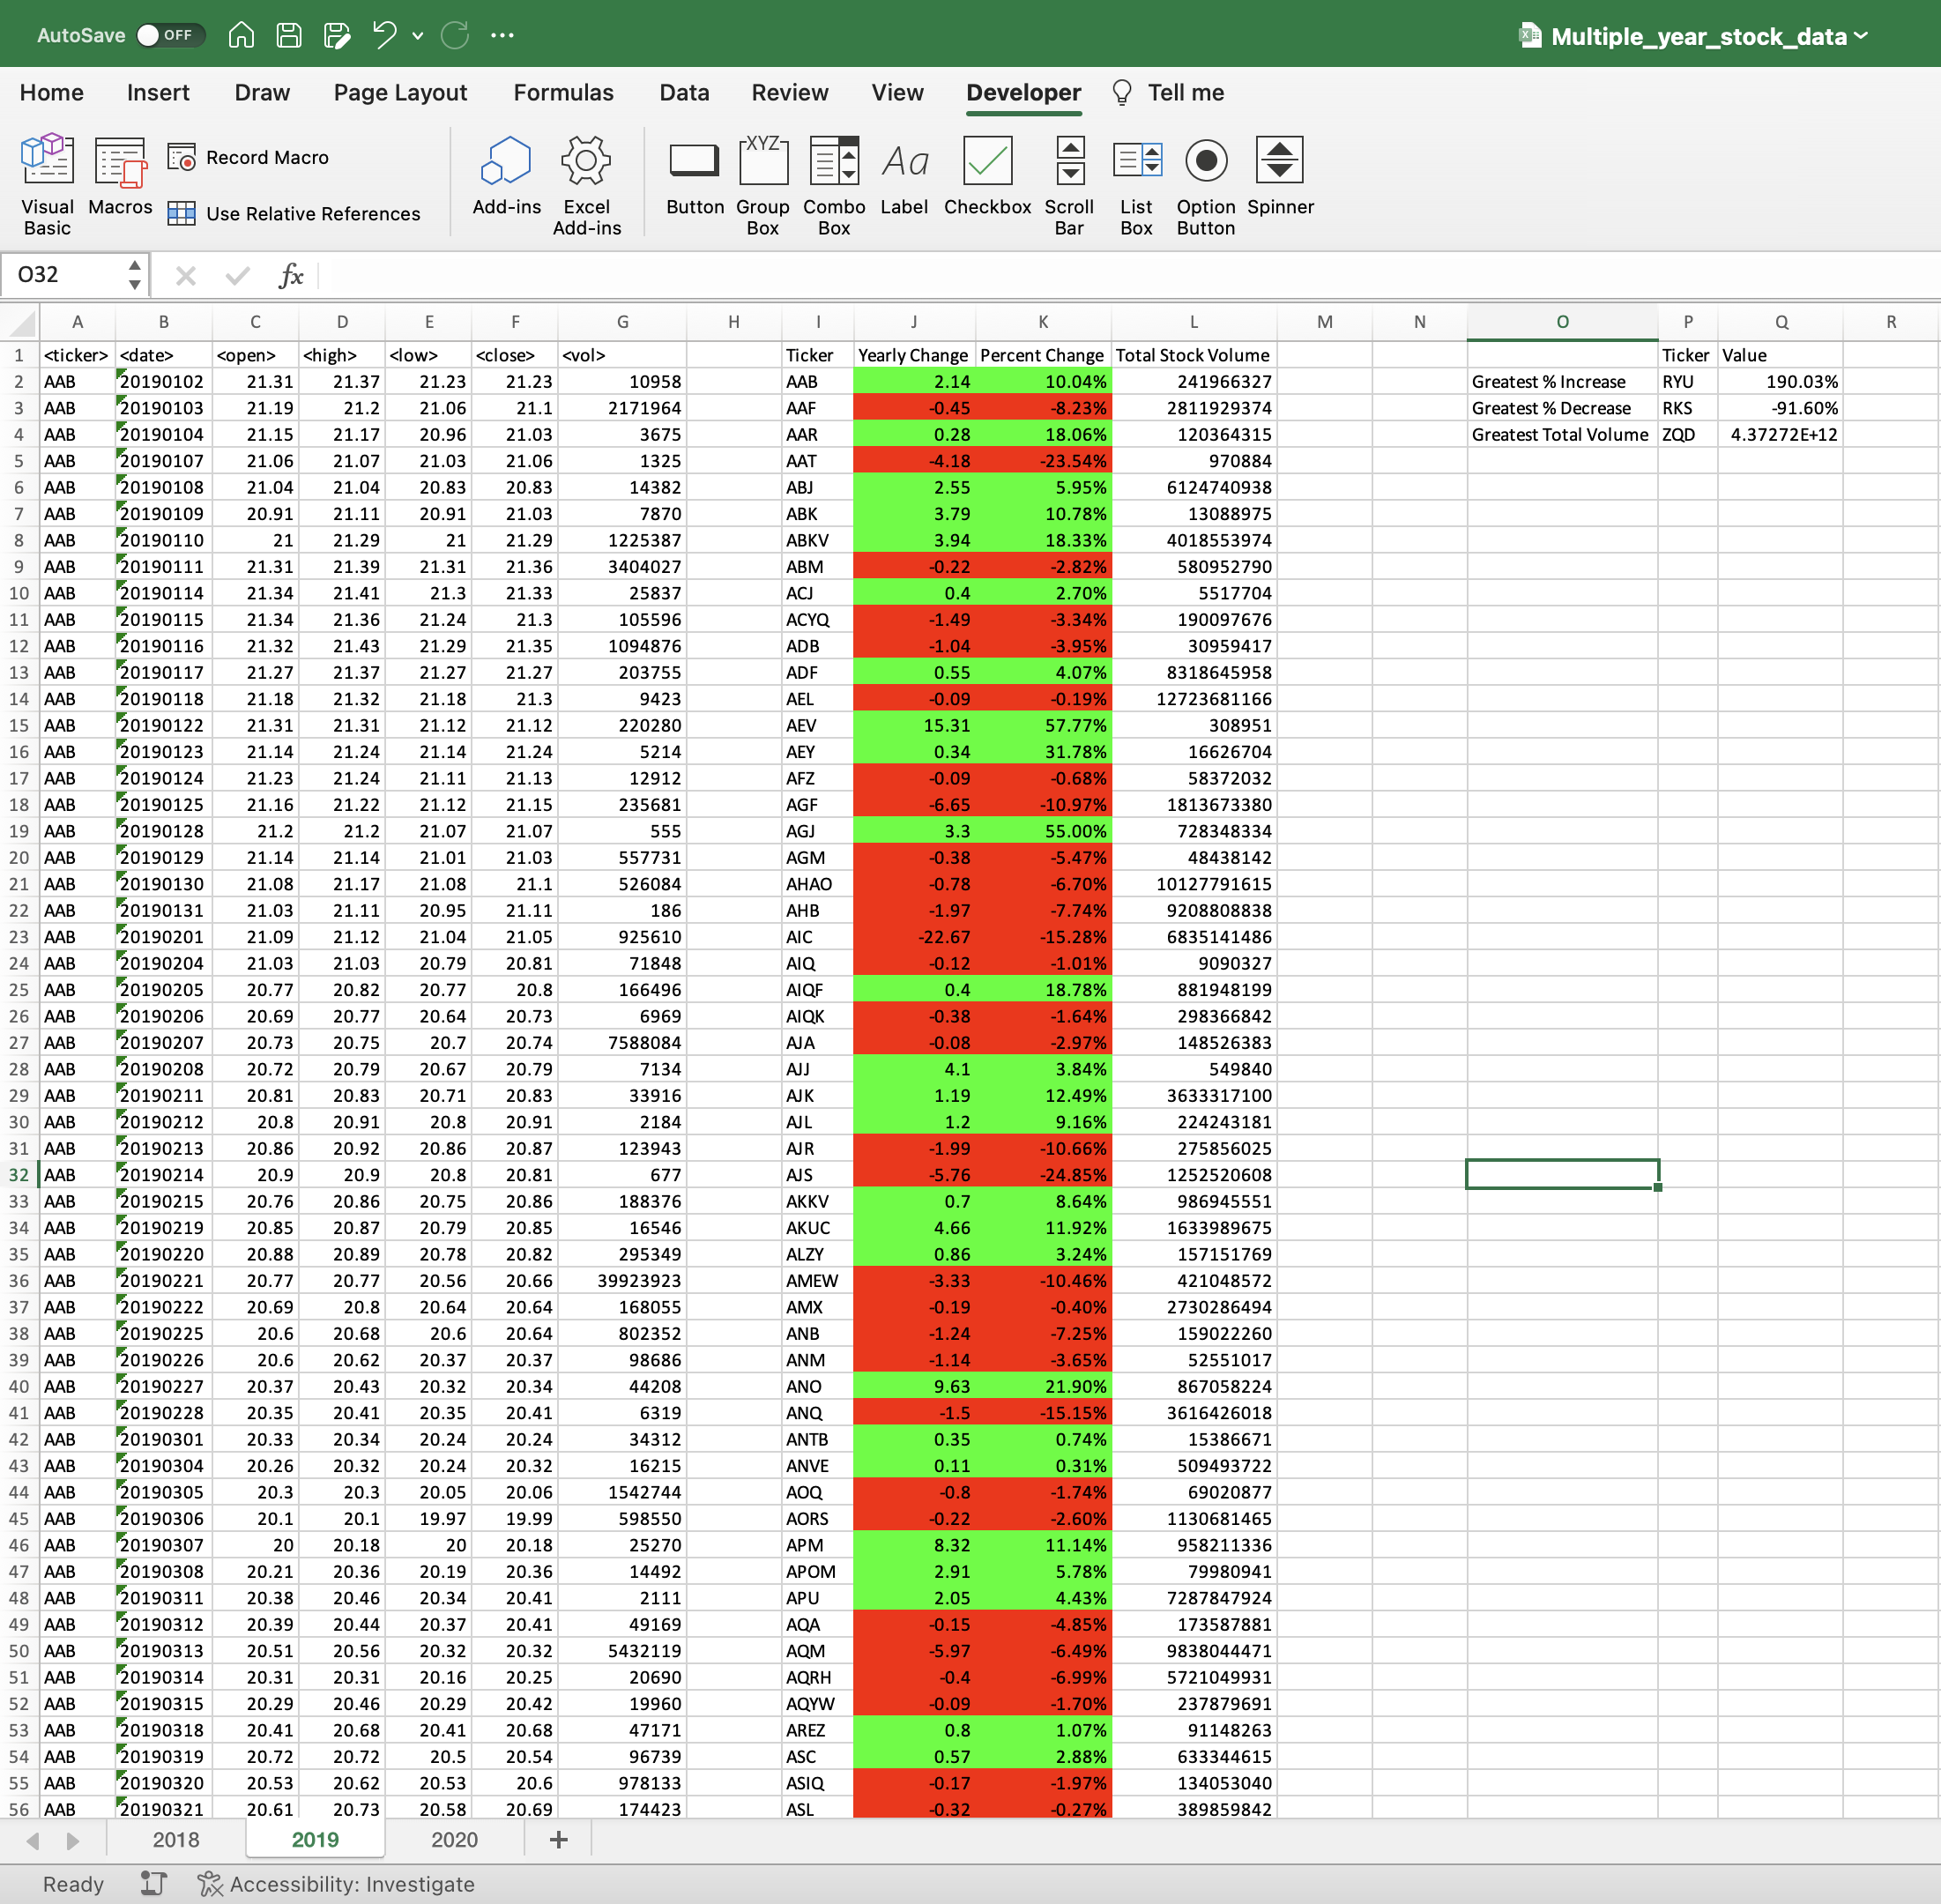 AutoSave OFF Multiple_year_stock_data
Home Insert Draw Page Layout Formulas Data Review View Developer Tell me
Visual Basic Macros Record Macro Use Relative References Add-ins Excel Add-ins Button Group Box Combo Box Label Checkbox Scroll Bar List Box Option Button Spinner
XYZ Aa
O32 fx
A B C D E F G H I J K L M N O P Q R
1 <ticker> <date> <open> <high> <low> <close> <vol> Ticker Yearly Change Percent Change Total Stock Volume Ticker Value
2 AAB 20190102 21.31 21.37 21.23 21.23 10958 AAB 2.14 10.04% 241966327 Greatest % Increase RYU 190.03%
3 AAB 20190103 21.19 21.2 21.06 21.1 2171964 AAF -0.45 -8.23% 2811929374 Greatest % Decrease RKS -91.60%
4 AAB 20190104 21.15 21.17 20.96 21.03 3675 AAR 0.28 18.06% 120364315 Greatest Total Volume ZQD 4.37272E+12
5 AAB 20190107 21.06 21.07 21.03 21.06 1325 AAT -4.18 -23.54% 970884
6 AAB 20190108 21.04 21.04 20.83 20.83 14382 ABJ 2.55 5.95% 6124740938
7 AAB 20190109 20.91 21.11 20.91 21.03 7870 ABK 3.79 10.78% 13088975
8 AAB 20190110 21 21.29 21 21.29 1225387 ABKV 3.94 18.33% 4018553974
9 AAB 20190111 21.31 21.39 21.31 21.36 3404027 ABM -0.22 -2.82% 580952790
10 AAB 20190114 21.34 21.41 21.3 21.33 25837 ACJ 0.4 2.70% 5517704
11 AAB 20190115 21.34 21.36 21.24 21.3 105596 ACYQ -1.49 -3.34% 190097676
12 AAB 20190116 21.32 21.43 21.29 21.35 1094876 ADB -1.04 -3.95% 30959417
13 AAB 20190117 21.27 21.37 21.27 21.27 203755 ADF 0.55 4.07% 8318645958
14 AAB 20190118 21.18 21.32 21.18 21.3 9423 AEL -0.09 -0.19% 12723681166
15 AAB 20190122 21.31 21.31 21.12 21.12 220280 AEV 15.31 57.77% 308951
16 AAB 20190123 21.14 21.24 21.14 21.24 5214 AEY 0.34 31.78% 16626704
17 AAB 20190124 21.23 21.24 21.11 21.13 12912 AFZ -0.09 -0.68% 58372032
18 AAB 20190125 21.16 21.22 21.12 21.15 235681 AGF -6.65 -10.97% 1813673380
19 AAB 20190128 21.2 21.2 21.07 21.07 555 AGJ 3.3 55.00% 728348334
20 AAB 20190129 21.14 21.14 21.01 21.03 557731 AGM -0.38 -5.47% 48438142
21 AAB 20190130 21.08 21.17 21.08 21.1 526084 AHAO -0.78 -6.70% 10127791615
22 AAB 20190131 21.03 21.11 20.95 21.11 186 AHB -1.97 -7.74% 9208808838
23 AAB 20190201 21.09 21.12 21.04 21.05 925610 AIC -22.67 -15.28% 6835141486
24 AAB 20190204 21.03 21.03 20.79 20.81 71848 AIQ -0.12 -1.01% 9090327
25 AAB 20190205 20.77 20.82 20.77 20.8 166496 AIQF 0.4 18.78% 881948199
26 AAB 20190206 20.69 20.77 20.64 20.73 6969 AIQK -0.38 -1.64% 298366842
27 AAB 20190207 20.73 20.75 20.7 20.74 7588084 AJA -0.08 -2.97% 148526383
28 AAB 20190208 20.72 20.79 20.67 20.79 7134 AJJ 4.1 3.84% 549840
29 AAB 20190211 20.81 20.83 20.71 20.83 33916 AJK 1.19 12.49% 3633317100
30 AAB 20190212 20.8 20.91 20.8 20.91 2184 AJL 1.2 9.16% 224243181
31 AAB 20190213 20.86 20.92 20.86 20.87 123943 AJR -1.99 -10.66% 275856025
32 AAB 20190214 20.9 20.9 20.8 20.81 677 AJS -5.76 -24.85% 1252520608
33 AAB 20190215 20.76 20.86 20.75 20.86 188376 AKKV 0.7 8.64% 986945551
34 AAB 20190219 20.85 20.87 20.79 20.85 16546 AKUC 4.66 11.92% 1633989675
35 AAB 20190220 20.88 20.89 20.78 20.82 295349 ALZY 0.86 3.24% 157151769
36 AAB 20190221 20.77 20.77 20.56 20.66 39923923 AMEW -3.33 -10.46% 421048572
37 AAB 20190222 20.69 20.8 20.64 20.64 168055 AMX -0.19 -0.40% 2730286494
38 AAB 20190225 20.6 20.68 20.6 20.64 802352 ANB -1.24 -7.25% 159022260
39 AAB 20190226 20.6 20.62 20.37 20.37 98686 ANM -1.14 -3.65% 52551017
40 AAB 20190227 20.37 20.43 20.32 20.34 44208 ANO 9.63 21.90% 867058224
41 AAB 20190228 20.35 20.41 20.35 20.41 6319 ANQ -1.5 -15.15% 3616426018
42 AAB 20190301 20.33 20.34 20.24 20.24 34312 ANTB 0.35 0.74% 15386671
43 AAB 20190304 20.26 20.32 20.24 20.32 16215 ANVE 0.11 0.31% 509493722
44 AAB 20190305 20.3 20.3 20.05 20.06 1542744 AOQ -0.8 -1.74% 69020877
45 AAB 20190306 20.1 20.1 19.97 19.99 598550 AORS -0.22 -2.60% 1130681465
46 AAB 20190307 20 20.18 20 20.18 25270 APM 8.32 11.14% 958211336
47 AAB 20190308 20.21 20.36 20.19 20.36 14492 APOM 2.91 5.78% 79980941
48 AAB 20190311 20.38 20.46 20.34 20.41 2111 APU 2.05 4.43% 7287847924
49 AAB 20190312 20.39 20.44 20.37 20.41 49169 AQA -0.15 -4.85% 173587881
50 AAB 20190313 20.51 20.56 20.32 20.32 5432119 AQM -5.97 -6.49% 9838044471
51 AAB 20190314 20.31 20.31 20.16 20.25 20690 AQRH -0.4 -6.99% 5721049931
52 AAB 20190315 20.29 20.46 20.29 20.42 19960 AQYW -0.09 -1.70% 237879691
53 AAB 20190318 20.41 20.68 20.41 20.68 47171 AREZ 0.8 1.07% 91148263
54 AAB 20190319 20.72 20.72 20.5 20.54 96739 ASC 0.57 2.88% 633344615
55 AAB 20190320 20.53 20.62 20.53 20.6 978133 ASIQ -0.17 -1.97% 134053040
56 AAB 20190321 20.61 20.73 20.58 20.69 174423 ASL -0.32 -0.27% 389859842
2018 2019 2020 +
Ready Accessibility: Investigate